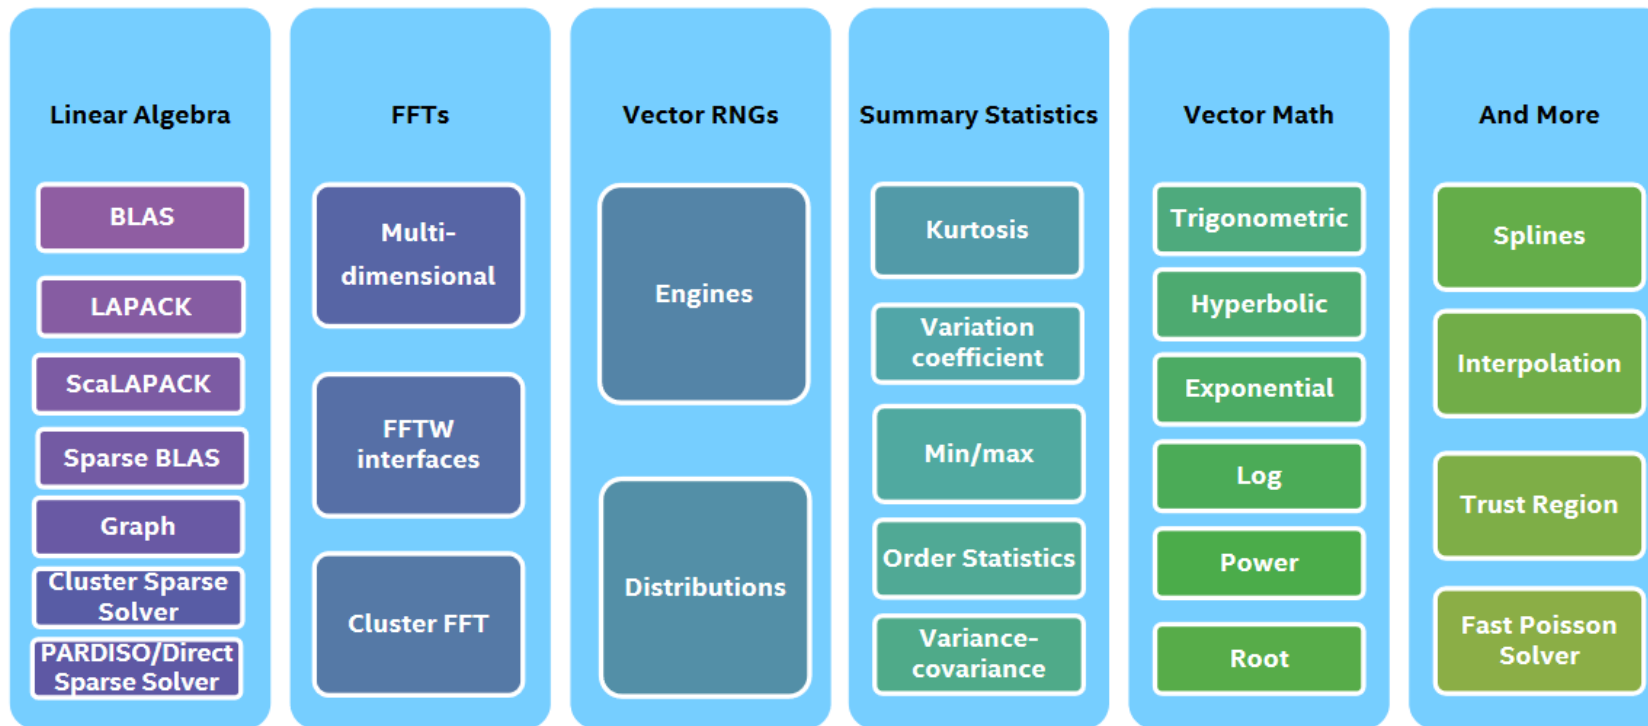 Linear Algebra
BLAS
LAPACK
ScaLAPACK
Sparse BLAS
Graph
Cluster Sparse
Solver
PARDISO/Direct
Sparse Solver
FFTs
Multi-
dimensional
FFTW
interfaces
Cluster FFT
Vector RNGs
Engines
Distributions
Summary Statistics
Kurtosis
Variation
coefficient
Min/max
Order Statistics
Variance-
covariance
Vector Math
Trigonometric
Hyperbolic
Exponential
Log
Power
Root
And More
Splines
Interpolation
Trust Region
Fast Poisson
Solver